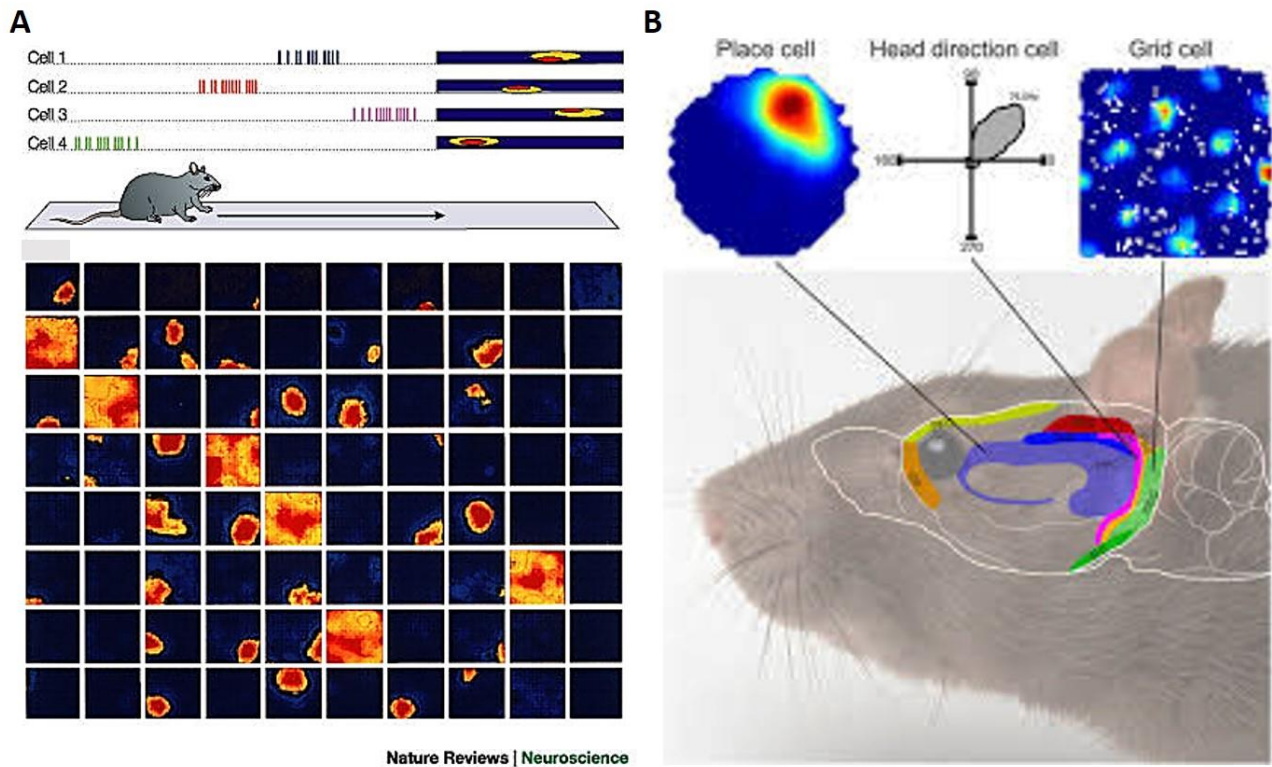 A
Cell 1
Cell 2
Cell 3
Cell 4
Nature Reviews | Neuroscience
B
Place cell
Head direction cell
Grid cell
90
180
0
270